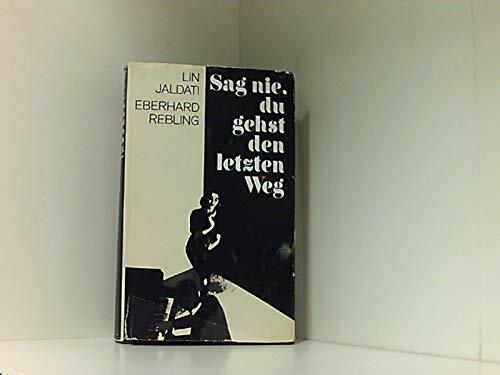 LIN
JALDATI
EBERHARD
REBLING
Sag nie,
du
gehst
den
letzten
Weg